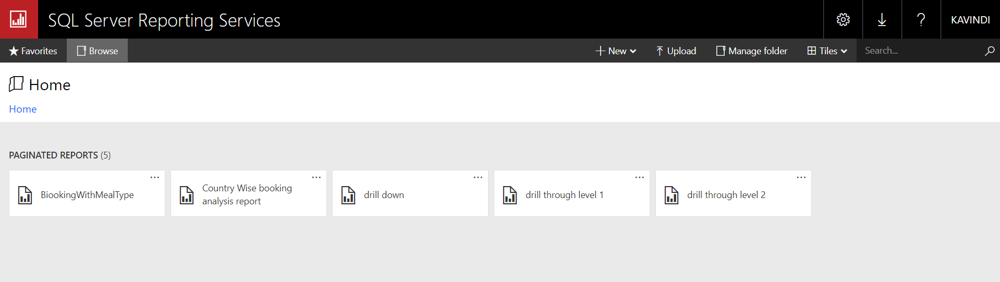 SQL Server Reporting Services
?
KAVINDI
Favorites
Browse
New
Upload
Manage folder
Tiles
Search...
Home
Home
PAGINATED REPORTS (5)
...
BiookingWithMealType
...
Country Wise booking
analysis report
...
drill down
...
drill through level 1
...
drill through level 2